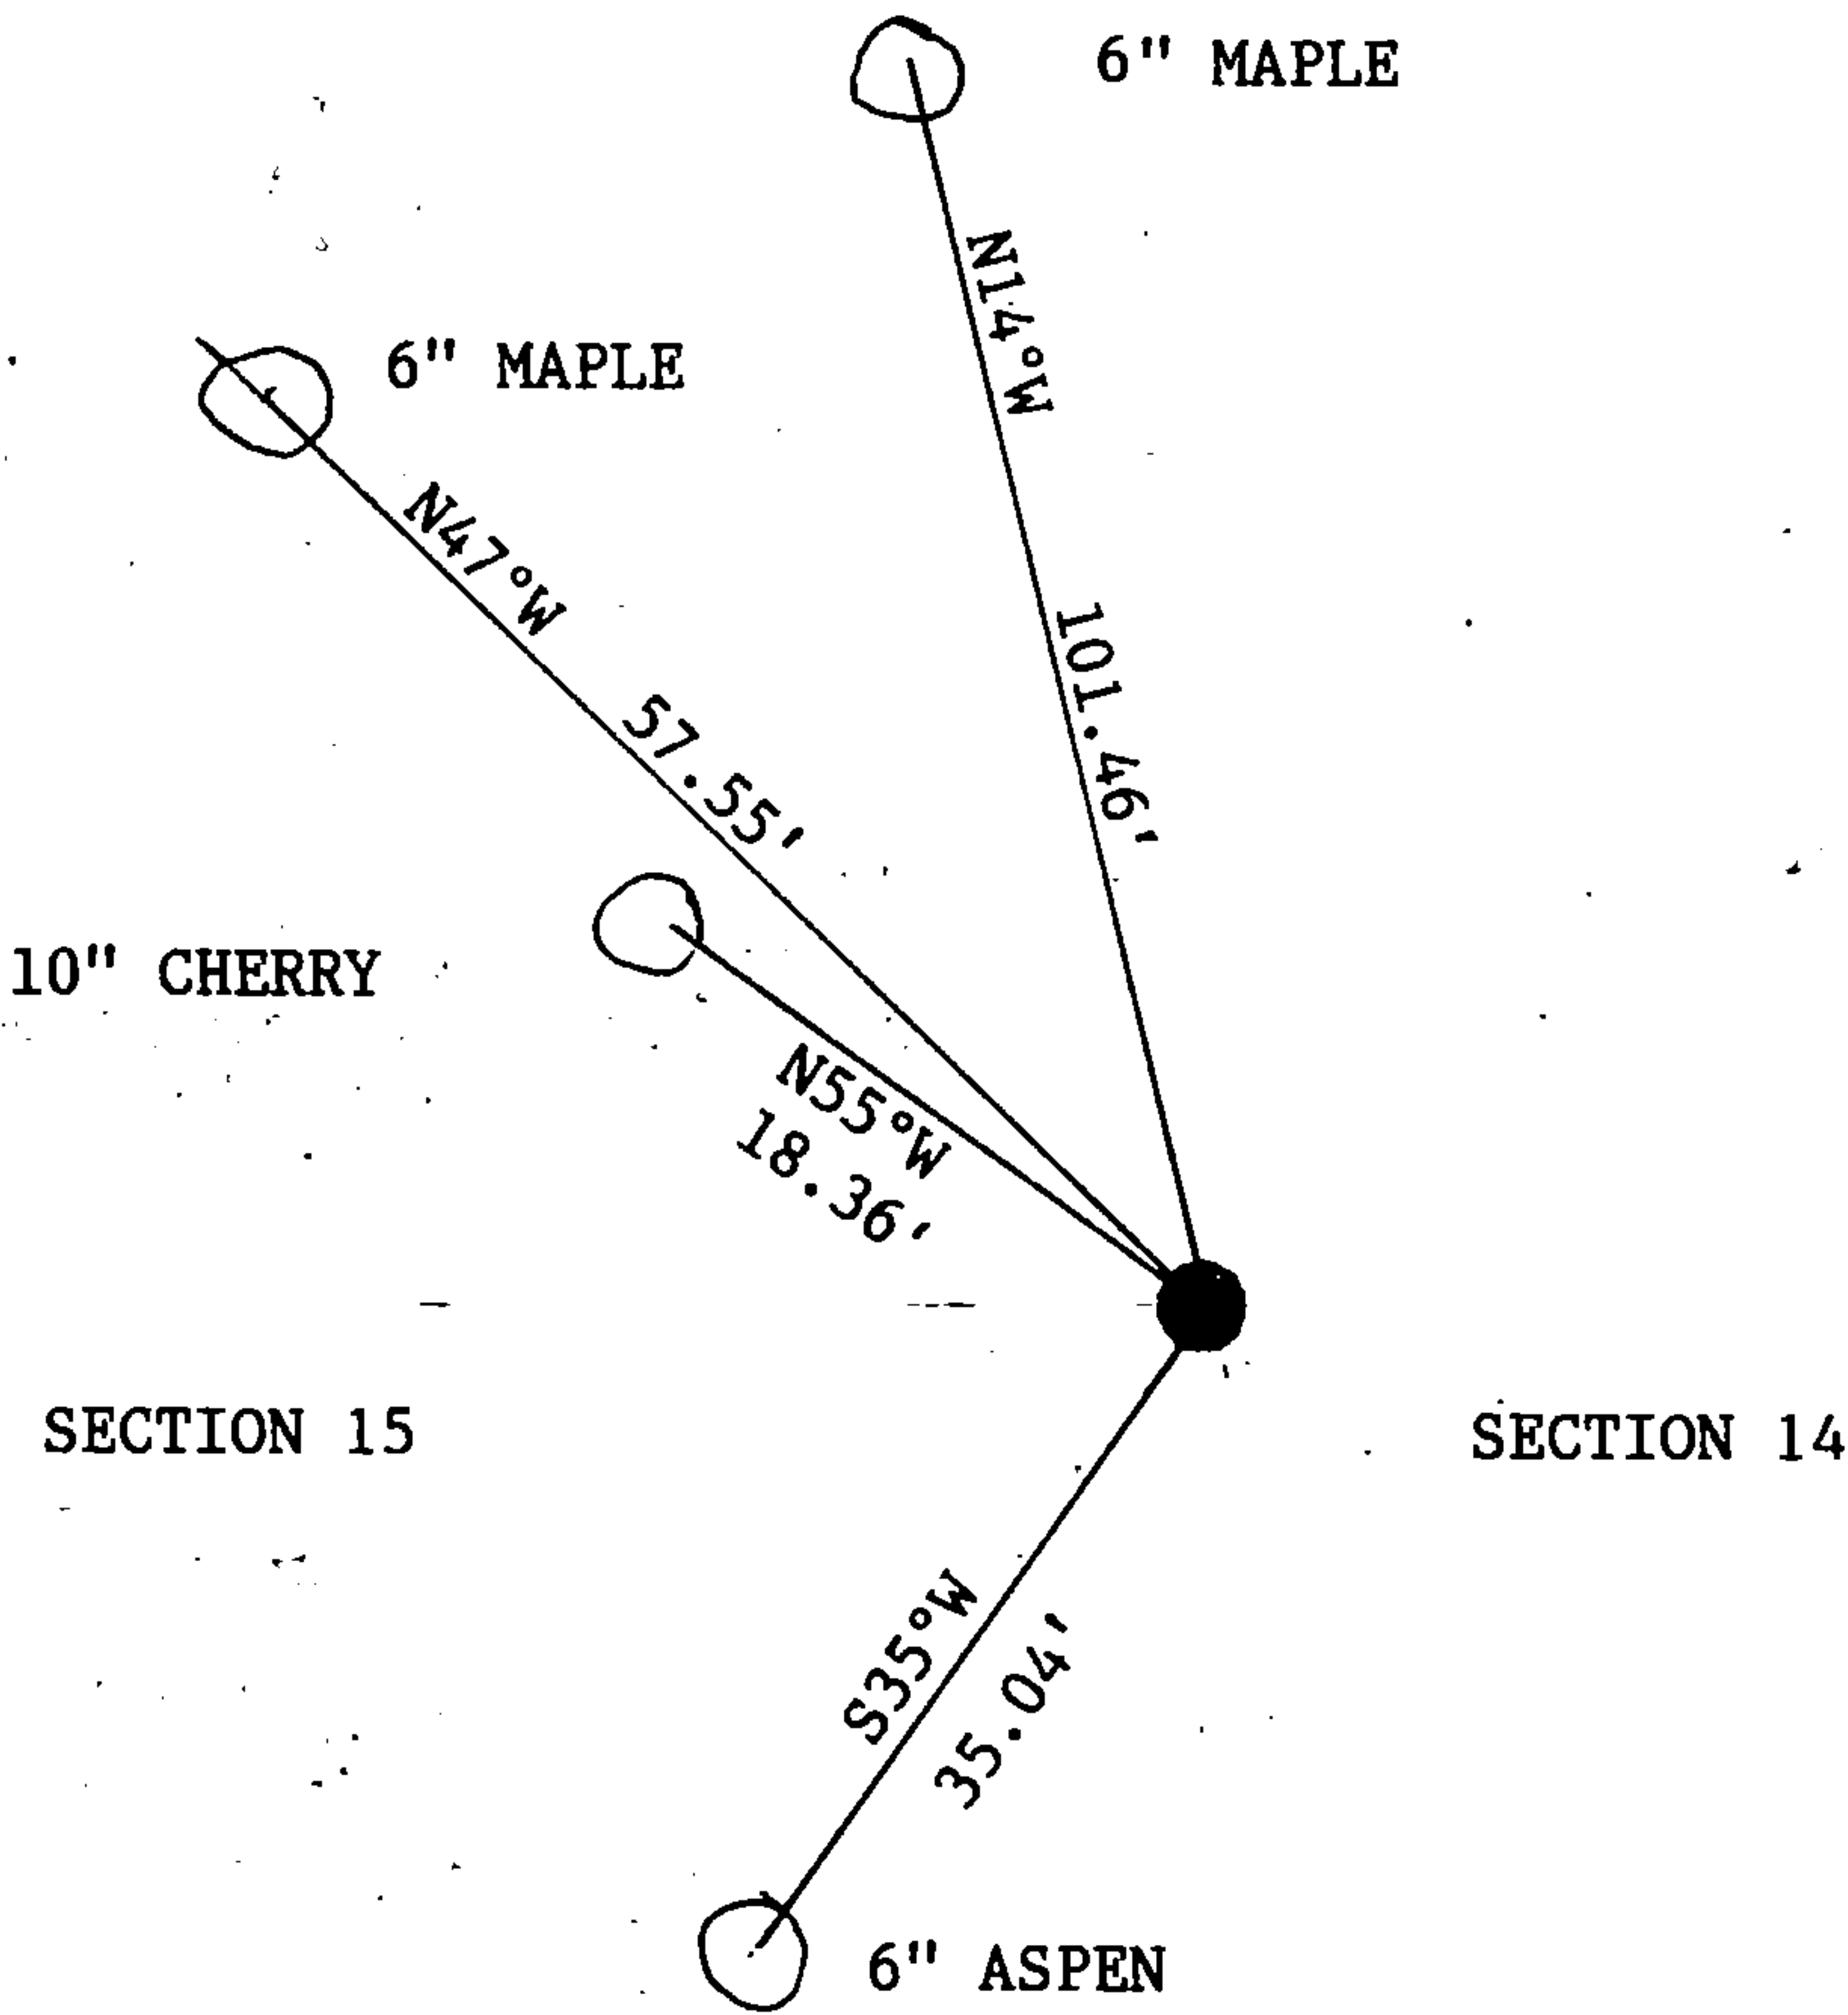 6" MAPLE
N14°W
101.46'
6" MAPLE
N47°W
57.55'
10" CHERRY
N55°W
18.36'
SECTION 15
SECTION 14
S35°W
35.04'
6" ASPEN